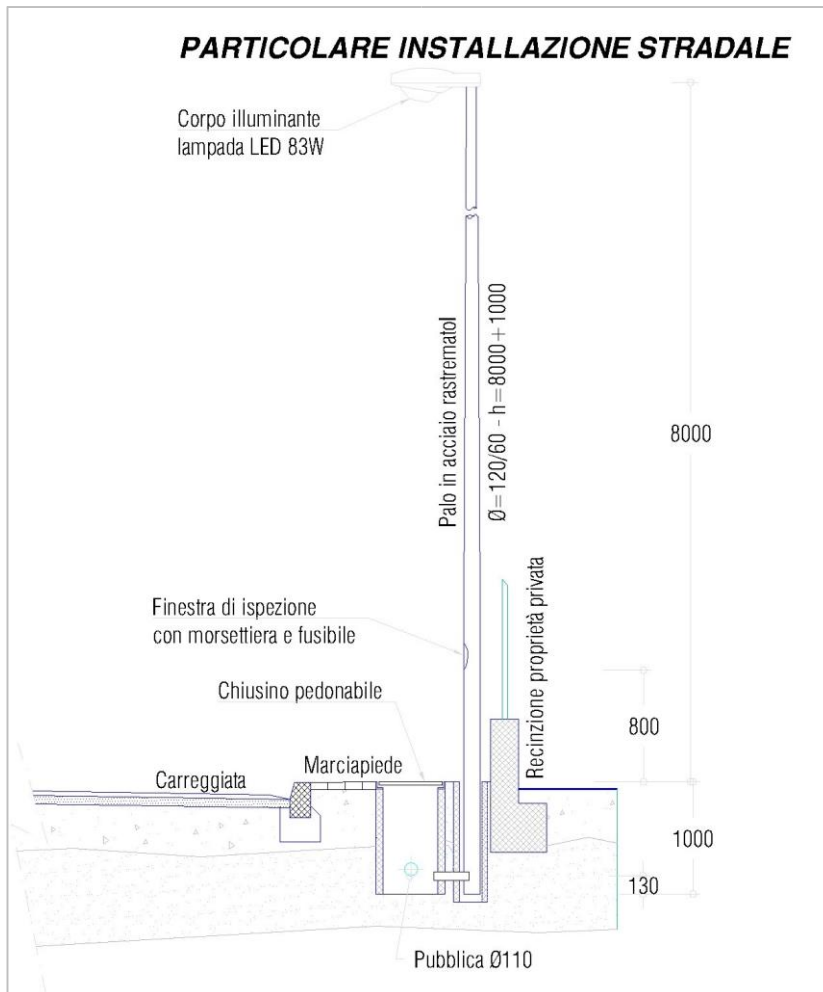 PARTICOLARE INSTALLAZIONE STRADALE
Corpo illuminante
lampada LED 83W
Palo in acciaio rastrematol
Ø=120/60 - h=8000+1000
8000
Finestra di ispezione
con morsettiera e fusibile
Recinzione proprietà privata
Chiusino pedonabile
800
Marciapiede
Carreggiata
1000
130
Pubblica Ø110